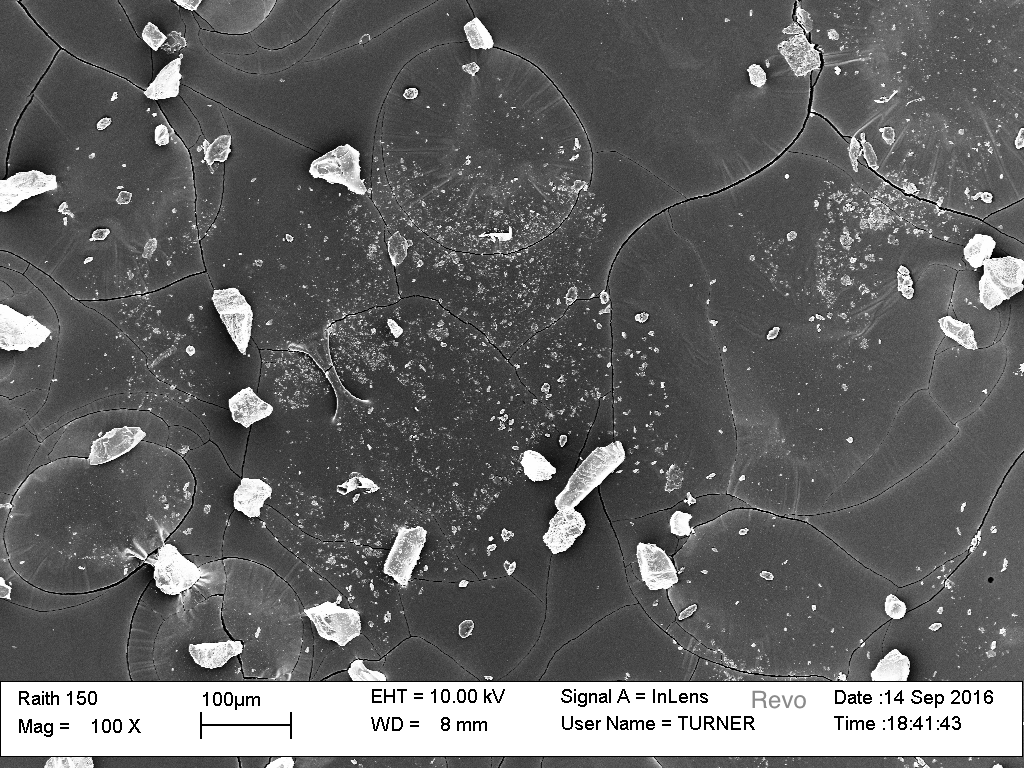 Raith 150
100µm
EHT = 10.00 kV
Signal A = InLens
Revo
Date :14 Sep 2016
Mag = 100 X
WD = 8 mm
User Name = TURNER
Time :18:41:43